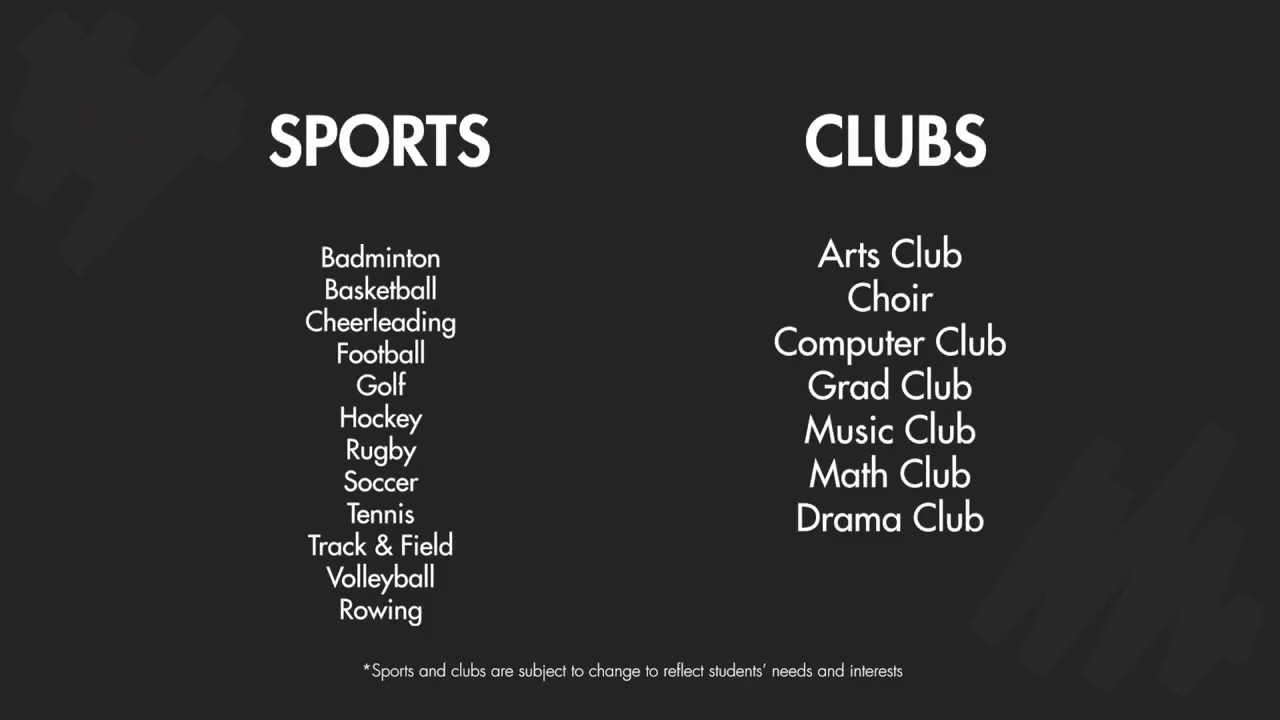 SPORTS
Badminton
Basketball
Cheerleading
Football
Golf
Hockey
Rugby
Soccer
Tennis
Track & Field
Volleyball
Rowing
CLUBS
Arts Club
Choir
Computer Club
Grad Club
Music Club
Math Club
Drama Club
*Sports and clubs are subject to change to reflect students' needs and interests